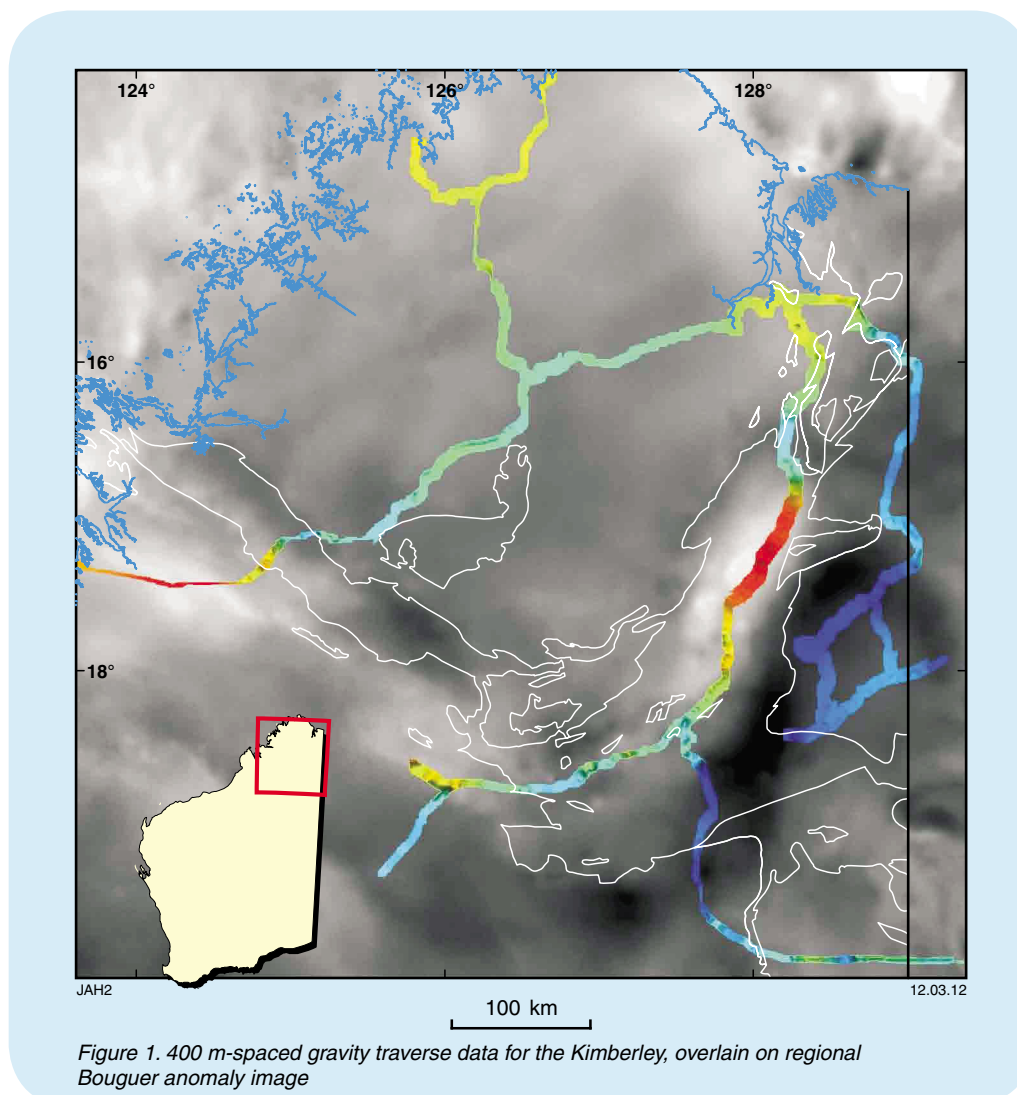 124°
126°
128°
16°
18°
JAH2
12.03.12
100 km
Figure 1. 400 m-spaced gravity traverse data for the Kimberley, overlain on regional
Bouguer anomaly image